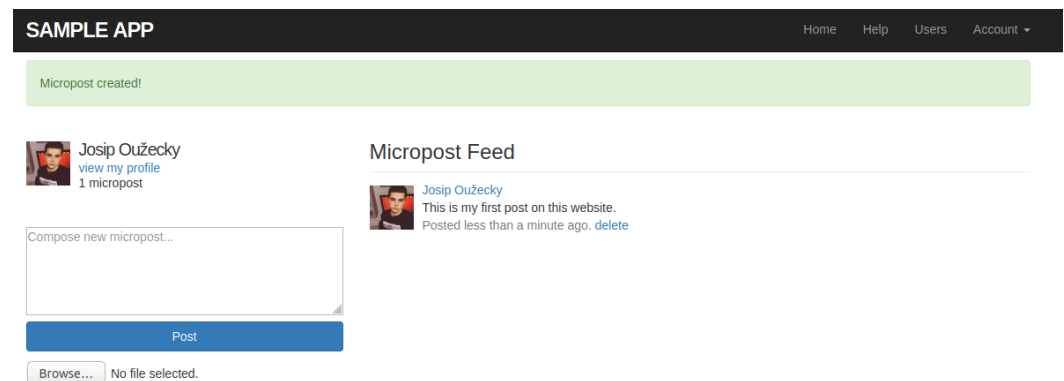 SAMPLE APP
Home Help Users Account
Micropost created!
Josip Oužecky
view my profile
1 micropost
Compose new micropost...
Post
Browse... No file selected.
Micropost Feed
Josip Oužecky
This is my first post on this website.
Posted less than a minute ago. delete